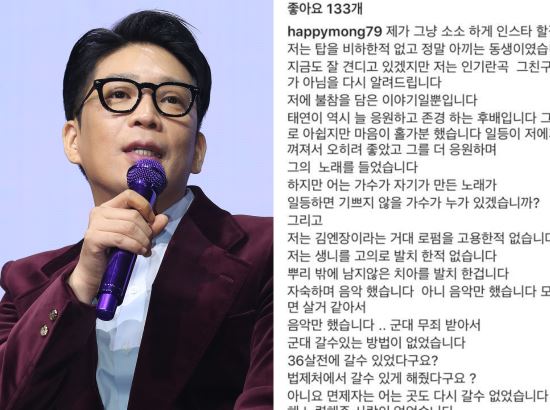 좋아요 133개
happymong79 제가 그냥 소소 하게 인스타 할
저는 탑을 비하한적 없고 정말 아끼는 동생이였습
지금도 잘 견디고 있겠지만 저는 인기란곡 그친구
가 아님을 다시 알려드립니다
저에 불참을 담은 이야기일뿐입니다
태연이 역시 늘 응원하고 존경 하는 후배입니다 그
로 아쉽지만 마음이 홀가분 했습니다 일등이 저에
껴져서 오히려 좋았고 그를 더 응원하며
그의 노래를 들었습니다
하지만 어는 가수가 자기가 만든 노래가
일등하면 기쁘지 않을 가수가 누가 있겠습니까?
그리고
저는 김엔장이라는 거대 로펌을 고용한적 없습니다
저는 생니를 고의로 발치 한적 없습니다
뿌리 밖에 남지않은 치아를 발치 한겁니다
자숙하며 음악 했습니다 아니 음악만 했습니다 모
면 살거 같아서
음악만 했습니다 .. 군대 무죄 받아서
군대 갈수있는 방법이 없었습니다
36살전에 갈수 있었다구요?
법제처에서 갈수 있게 해줬다구요 ?
아니요 면제자는 어는 곳도 다시 갈수 없었습니다